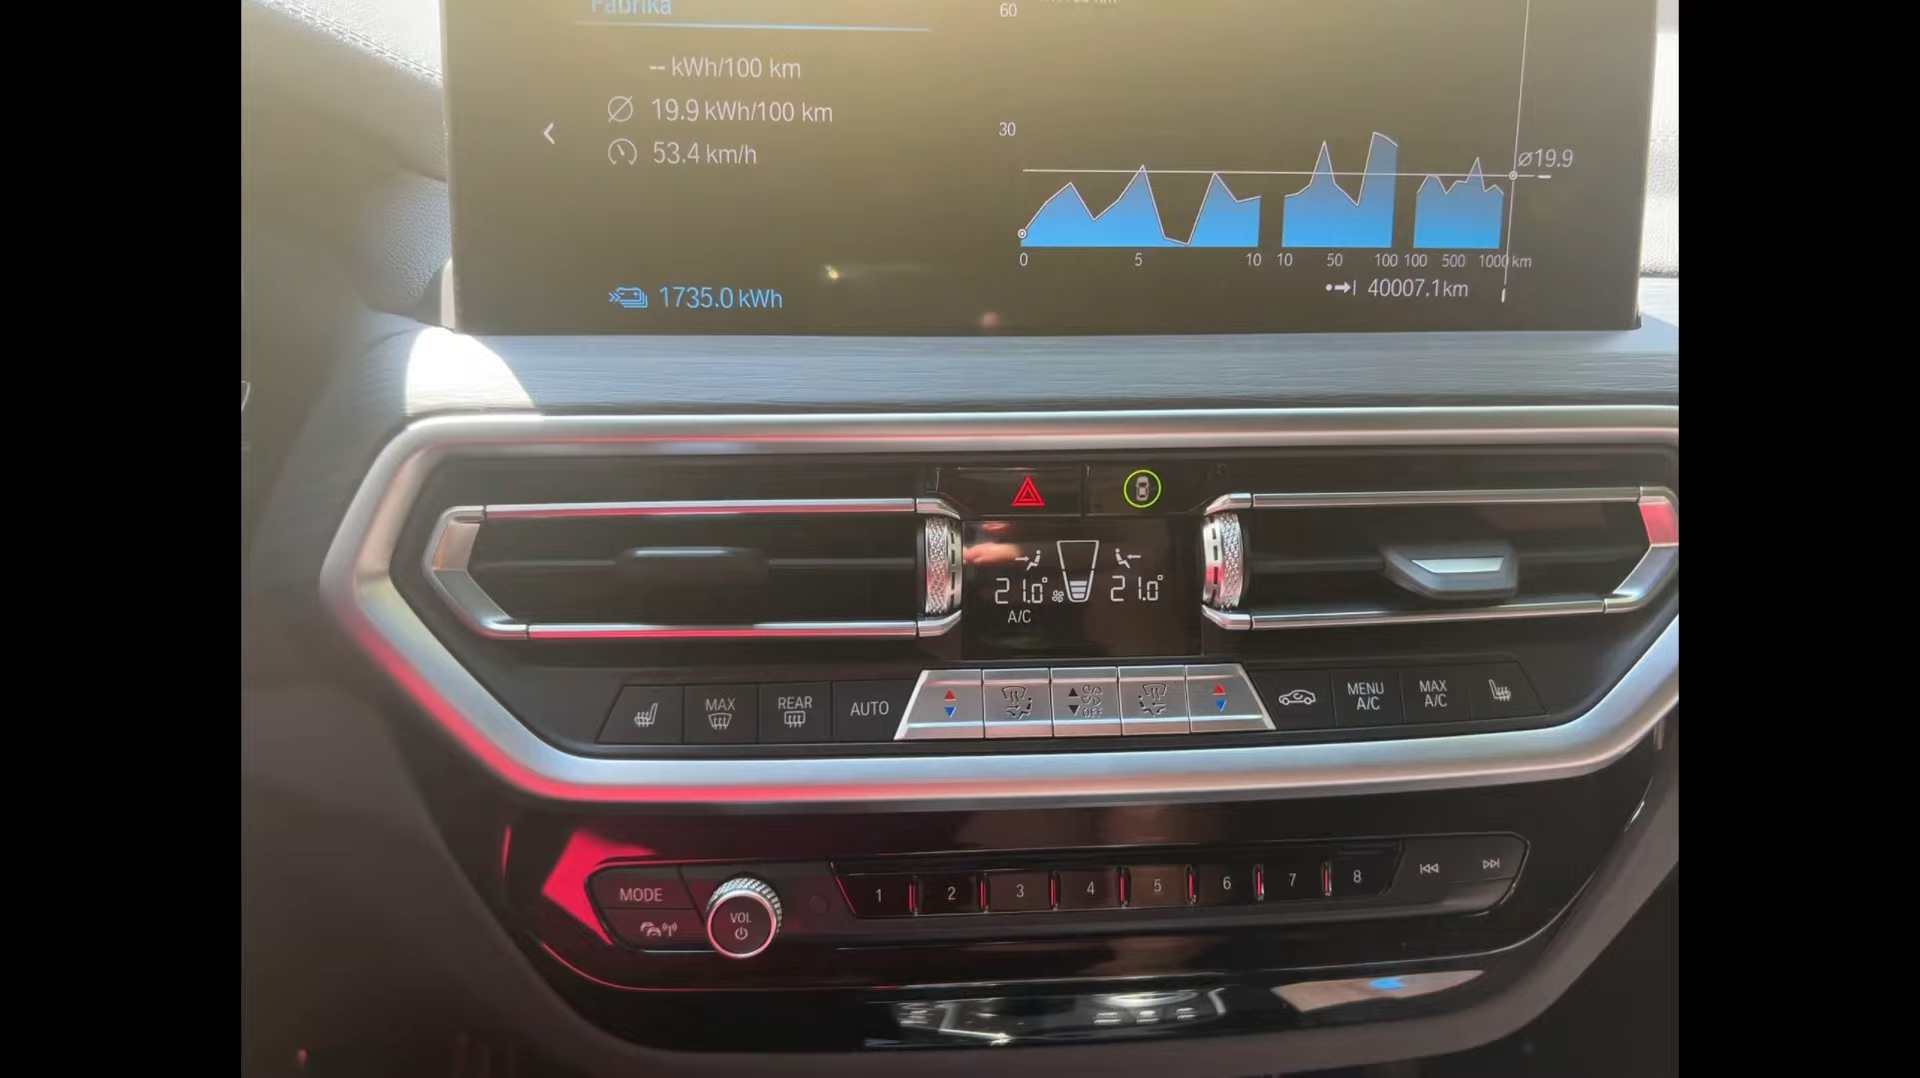 Fabrika
-- kWh/100 km
19.9 kWh/100 km
53.4 km/h
1735.0 kWh
60
30
Ø19.9
0 5 10 10 50 100 100 500 1000 km
40007.1 km
21.0° 21.0°
A/C
MAX
REAR
AUTO
OFF
MENU
A/C
MAX
A/C
MODE
VOL
1 2 3 4 5 6 7 8